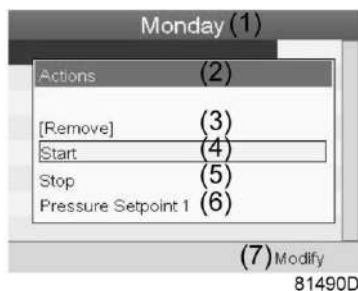 Monday (1)
Actions (2)
[Remove] (3)
Start (4)
Stop (5)
Pressure Setpoint 1 (6)
(7) Modify
81490D